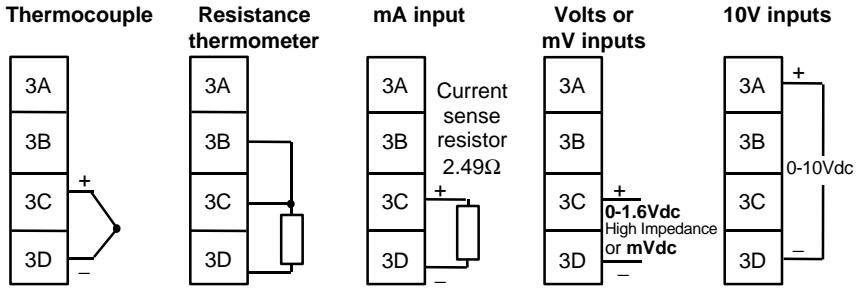 Thermocouple
3A
3B
+
3C
3D
–
Resistance
thermometer
3A
3B
3C
3D
mA input
3A
3B
3C
3D
Current
sense
resistor
2.49Ω
+
–
Volts or
mV inputs
3A
3B
3C
3D
+
0-1.6Vdc
High Impedance
or mVdc
–
10V inputs
3A
3B
3C
3D
+
0-10Vdc
–